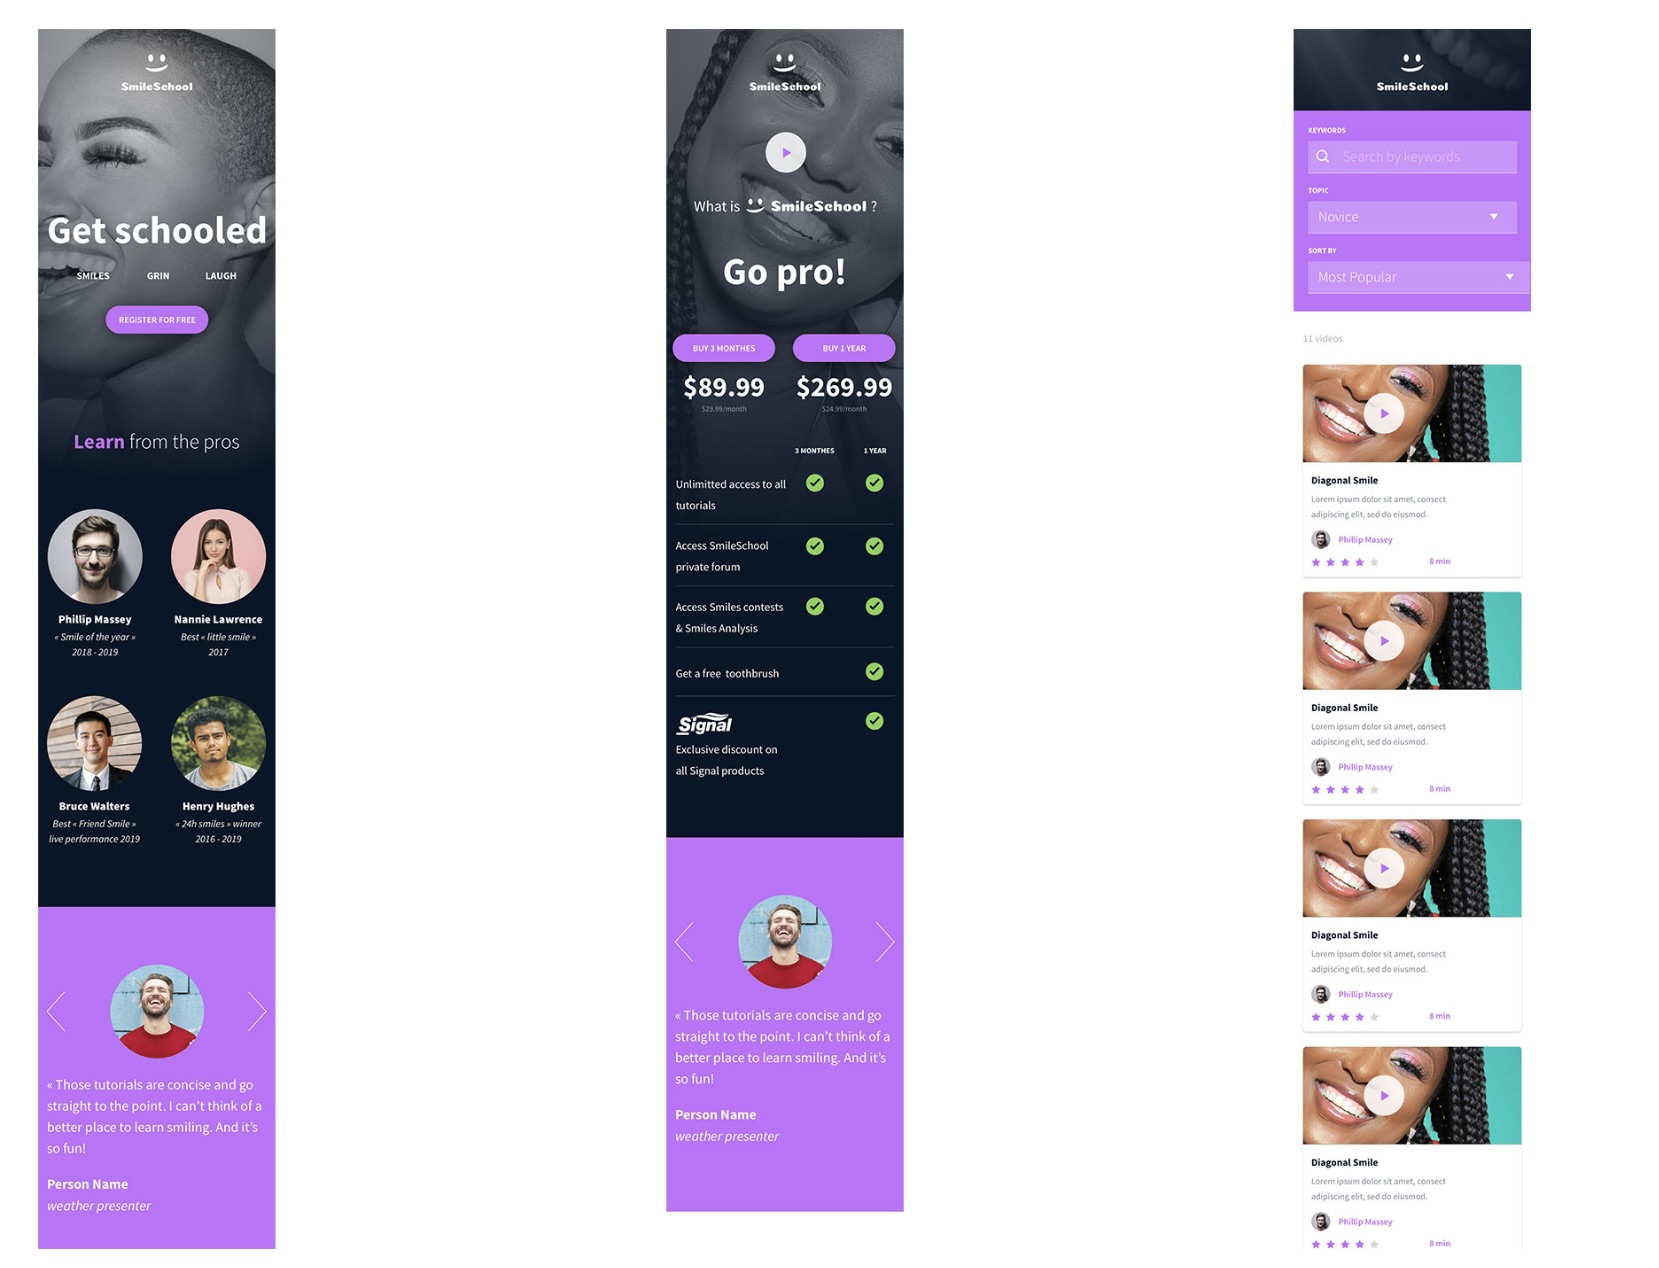 SmileSchool
Get schooled
SMILES GRIN LAUGH
REGISTER FOR FREE
Learn from the pros
Phillip Massey
« Smile of the year »
2018 - 2019
Nannie Lawrence
Best « little smile »
2017
Bruce Walters
Best « Friend Smile »
live performance 2019
Henry Hughes
« 24h smiles » winner
2016 - 2019
« Those tutorials are concise and go
straight to the point. I can't think of a
better place to learn smiling. And it's
so fun!
Person Name
weather presenter
SmileSchool
What is SmileSchool ?
Go pro!
BUY 3 MONTHES BUY 1 YEAR
$89.99 $269.99
$29.99/month $24.99/month
3 MONTHES 1 YEAR
Unlimitted access to all
tutorials
Access SmileSchool
private forum
Access Smiles contests
& Smiles Analysis
Get a free toothbrush
Signal
Exclusive discount on
all Signal products
« Those tutorials are concise and go
straight to the point. I can't think of a
better place to learn smiling. And it's
so fun!
Person Name
weather presenter
SmileSchool
KEYWORDS
Search by keywords
TOPIC
Novice
SORT BY
Most Popular
11 videos
Diagonal Smile
Lorem ipsum dolor sit amet, consect
adipiscing elit, sed do eiusmod.
Phillip Massey
8 min
Diagonal Smile
Lorem ipsum dolor sit amet, consect
adipiscing elit, sed do eiusmod.
Phillip Massey
8 min
Diagonal Smile
Lorem ipsum dolor sit amet, consect
adipiscing elit, sed do eiusmod.
Phillip Massey
8 min
Diagonal Smile
Lorem ipsum dolor sit amet, consect
adipiscing elit, sed do eiusmod.
Phillip Massey
8 min